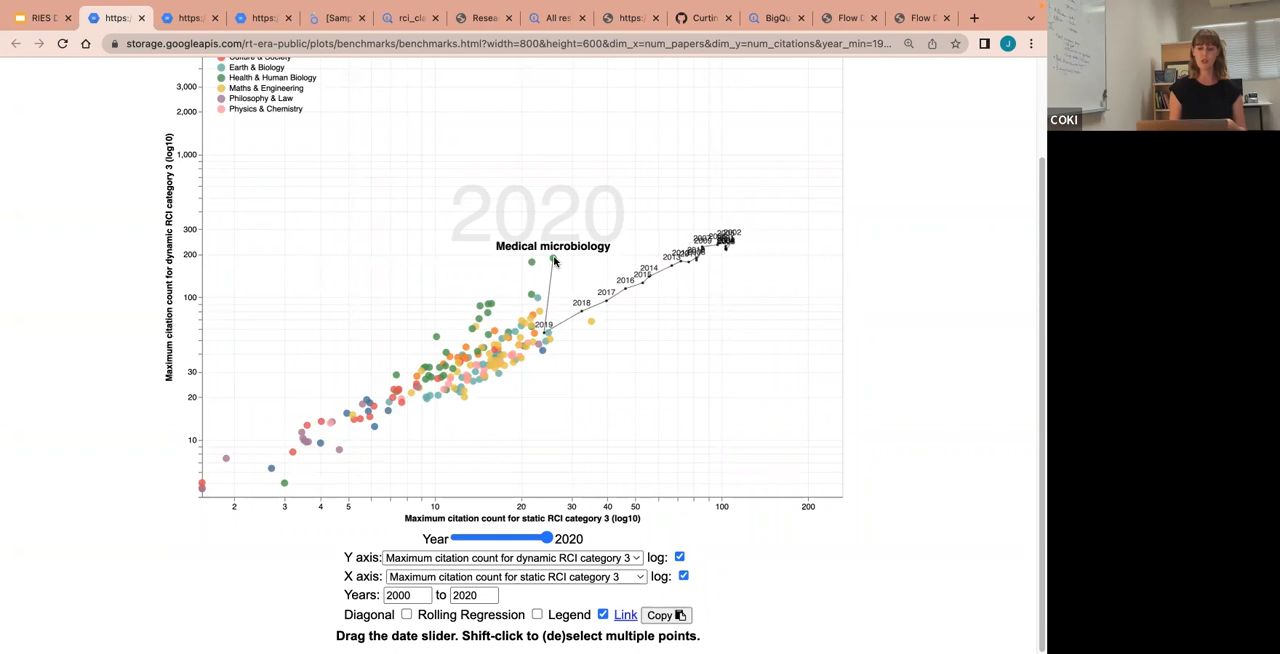 RIES D
https:/
https:/
https:/
[Samp
rci_cla
Resea
All res
https:/
Curtin
BigQu
Flow D
Flow D
storage.googleapis.com/rt-era-public/plots/benchmarks/benchmarks.html?width=800&height=600&dim_x=num_papers&dim_y=num_citations&year_min=19...
J
COKI
Culture & Society
Earth & Biology
Health & Human Biology
Maths & Engineering
Philosophy & Law
Physics & Chemistry
3,000
2,000
1,000
300
200
100
30
20
10
Maximum citation count for dynamic RCI category 3 (log10)
2020
Medical microbiology
2002
2014
2016
2017
2018
2019
2 3 4 5 10 20 30 40 50 100 200
Maximum citation count for static RCI category 3 (log10)
Year 2020
Y axis: Maximum citation count for dynamic RCI category 3 log:
X axis: Maximum citation count for static RCI category 3 log:
Years: 2000 to 2020
Diagonal Rolling Regression Legend Link Copy
Drag the date slider. Shift-click to (de)select multiple points.